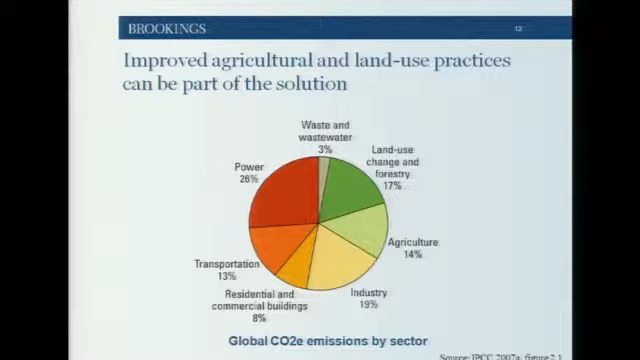 BROOKINGS
12
Improved agricultural and land-use practices
can be part of the solution
Waste and
wastewater
3%
Land-use
change and
forestry
17%
Power
26%
Agriculture
14%
Transportation
13%
Industry
19%
Residential and
commercial buildings
8%
Global CO2e emissions by sector
Source: IPCC 2007a, figure 2.1